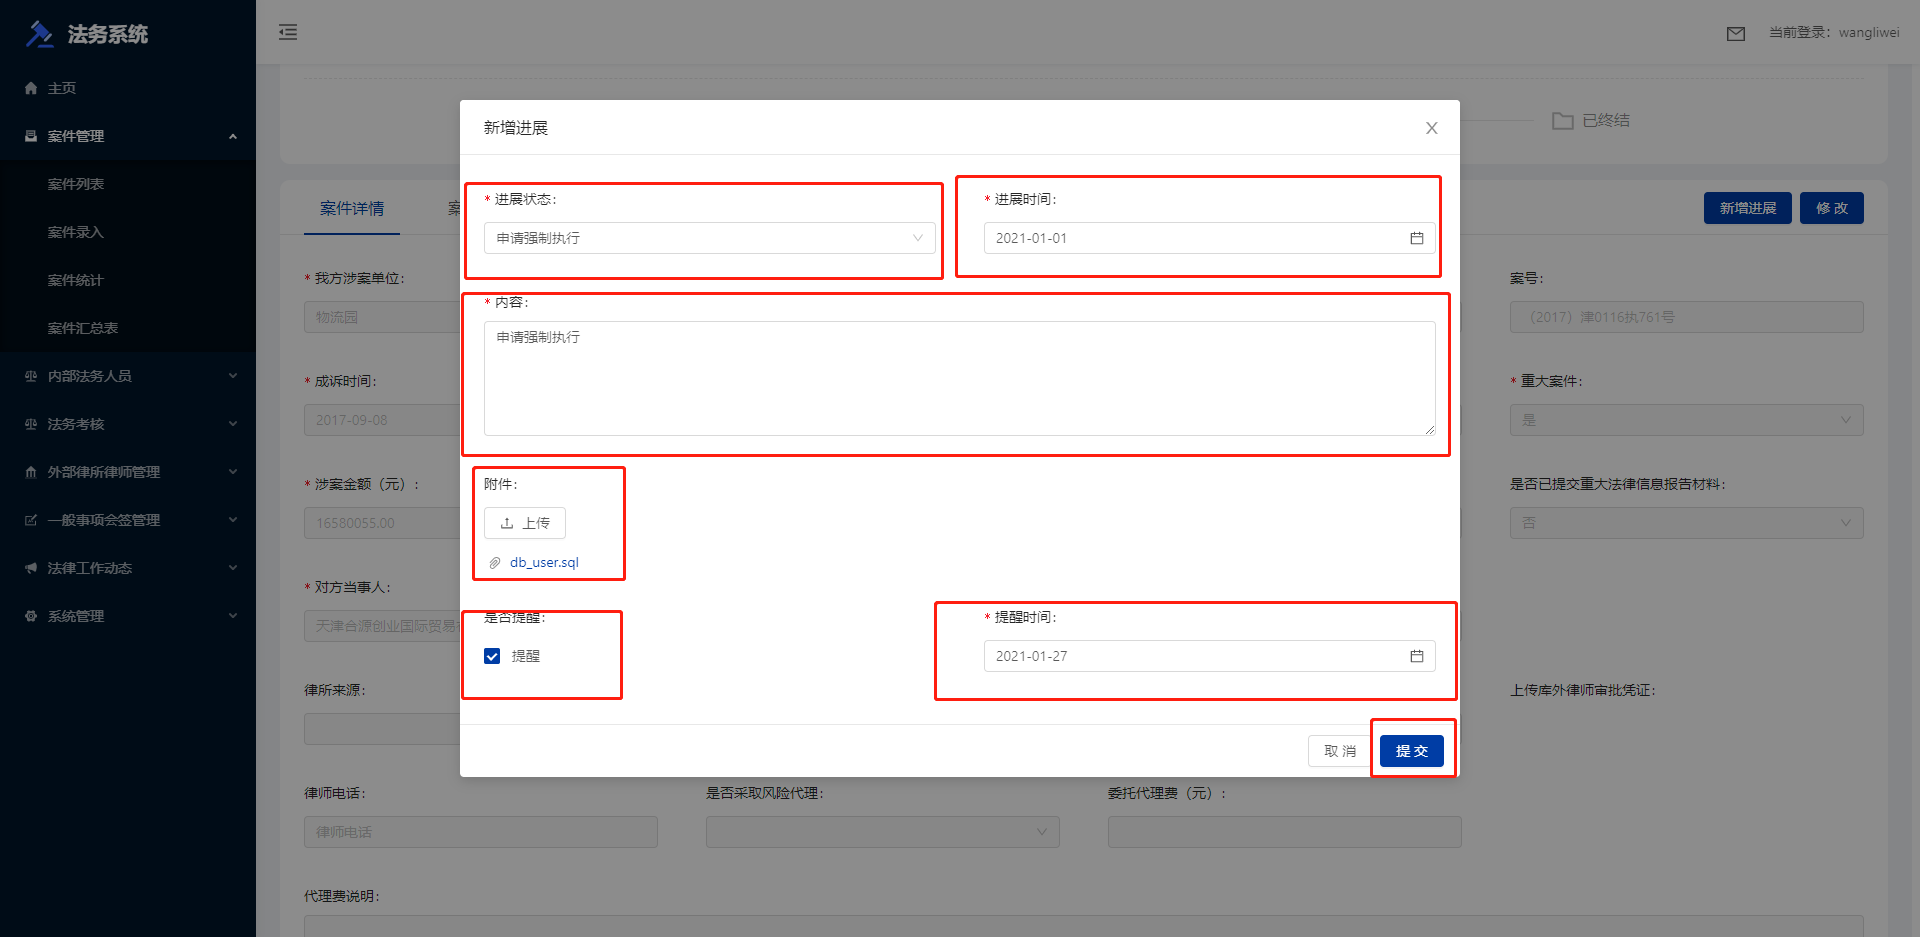 法务系统
当前登录：wangliwei
主页
案件管理
案件列表
案件录入
案件统计
案件汇总表
内部法务人员
法务考核
外部律所律师管理
一般事项会签管理
法律工作动态
系统管理
已终结
案件详情
案
新增进展
修 改
* 我方涉案单位：
物流园
案号：
（2017）津0116执761号
* 成诉时间：
2017-09-08
* 重大案件：
是
* 涉案金额（元）：
16580055.00
是否已提交重大法律信息报告材料：
否
* 对方当事人：
天津合源创业国际贸易
律所来源：
上传库外律师审批凭证：
律师电话：
律师电话
是否采取风险代理：
委托代理费（元）：
代理费说明：
新增进展
* 进展状态：
申请强制执行
* 进展时间：
2021-01-01
* 内容：
申请强制执行
附件：
上传
db_user.sql
是否提醒：
提醒
* 提醒时间：
2021-01-27
取 消
提 交